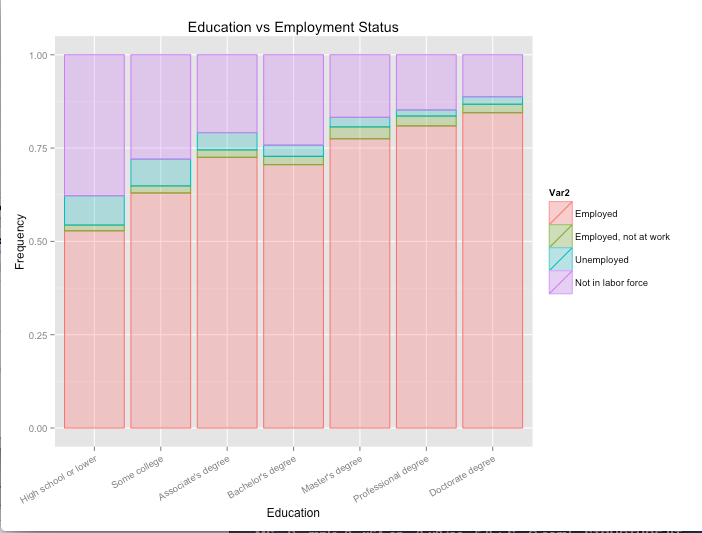 Education vs Employment Status
1.00
0.75
0.50
0.25
0.00
Frequency
High school or lower
Some college
Associate's degree
Bachelor's degree
Master's degree
Professional degree
Doctorate degree
Education
Var2
Employed
Employed, not at work
Unemployed
Not in labor force